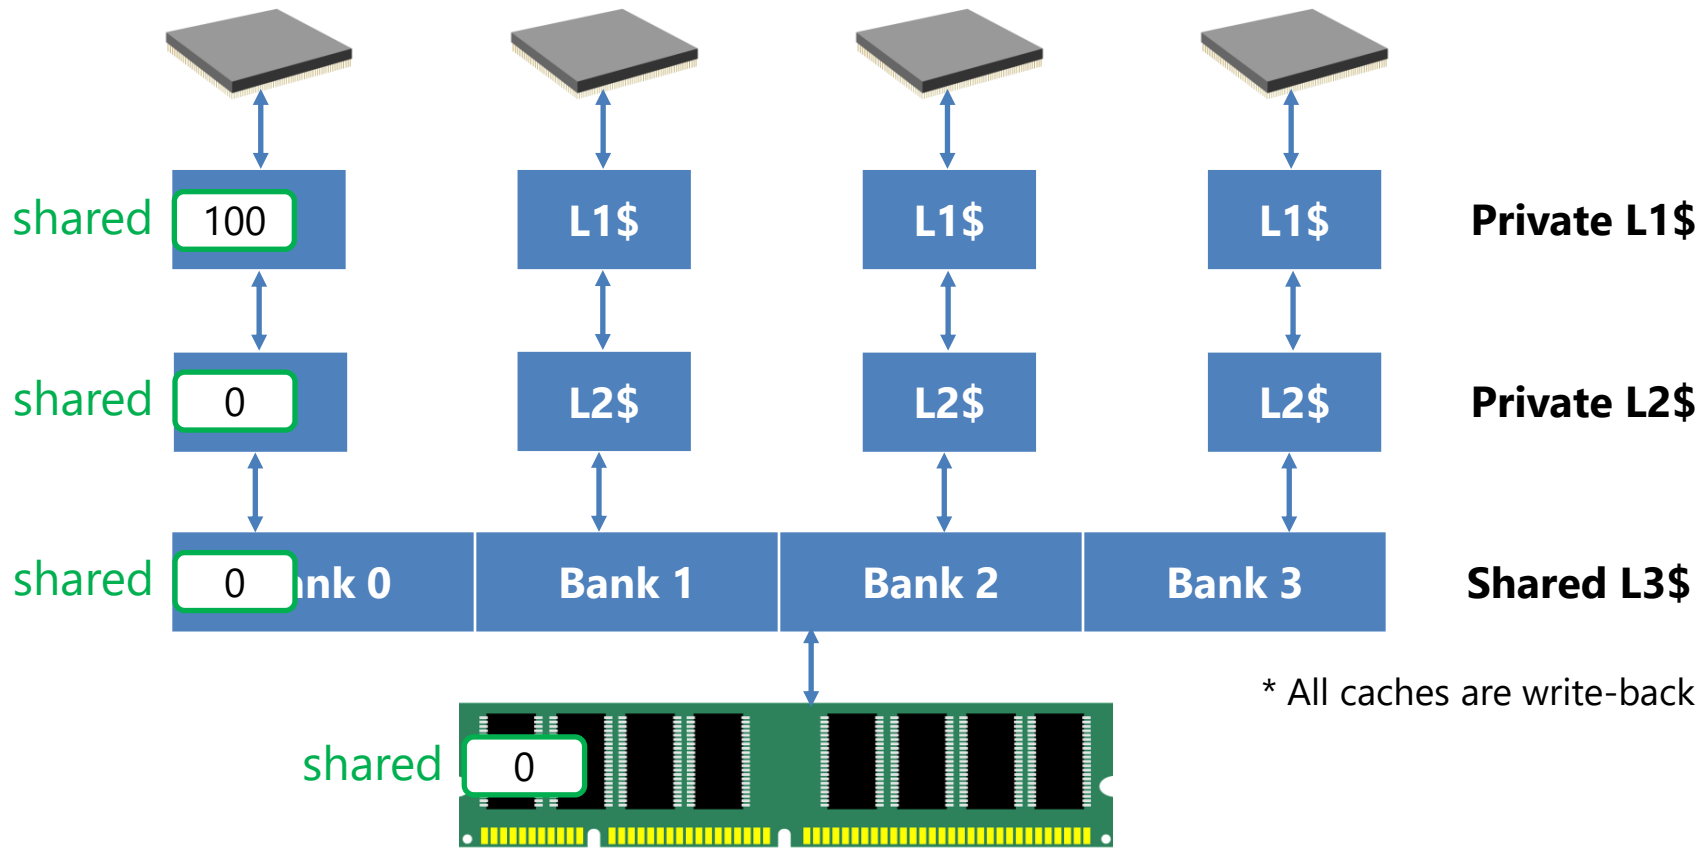 shared 100 L1$ L1$ L1$ Private L1$
shared 0 L2$ L2$ L2$ Private L2$
shared 0 ank 0 Bank 1 Bank 2 Bank 3 Shared L3$
* All caches are write-back
shared 0